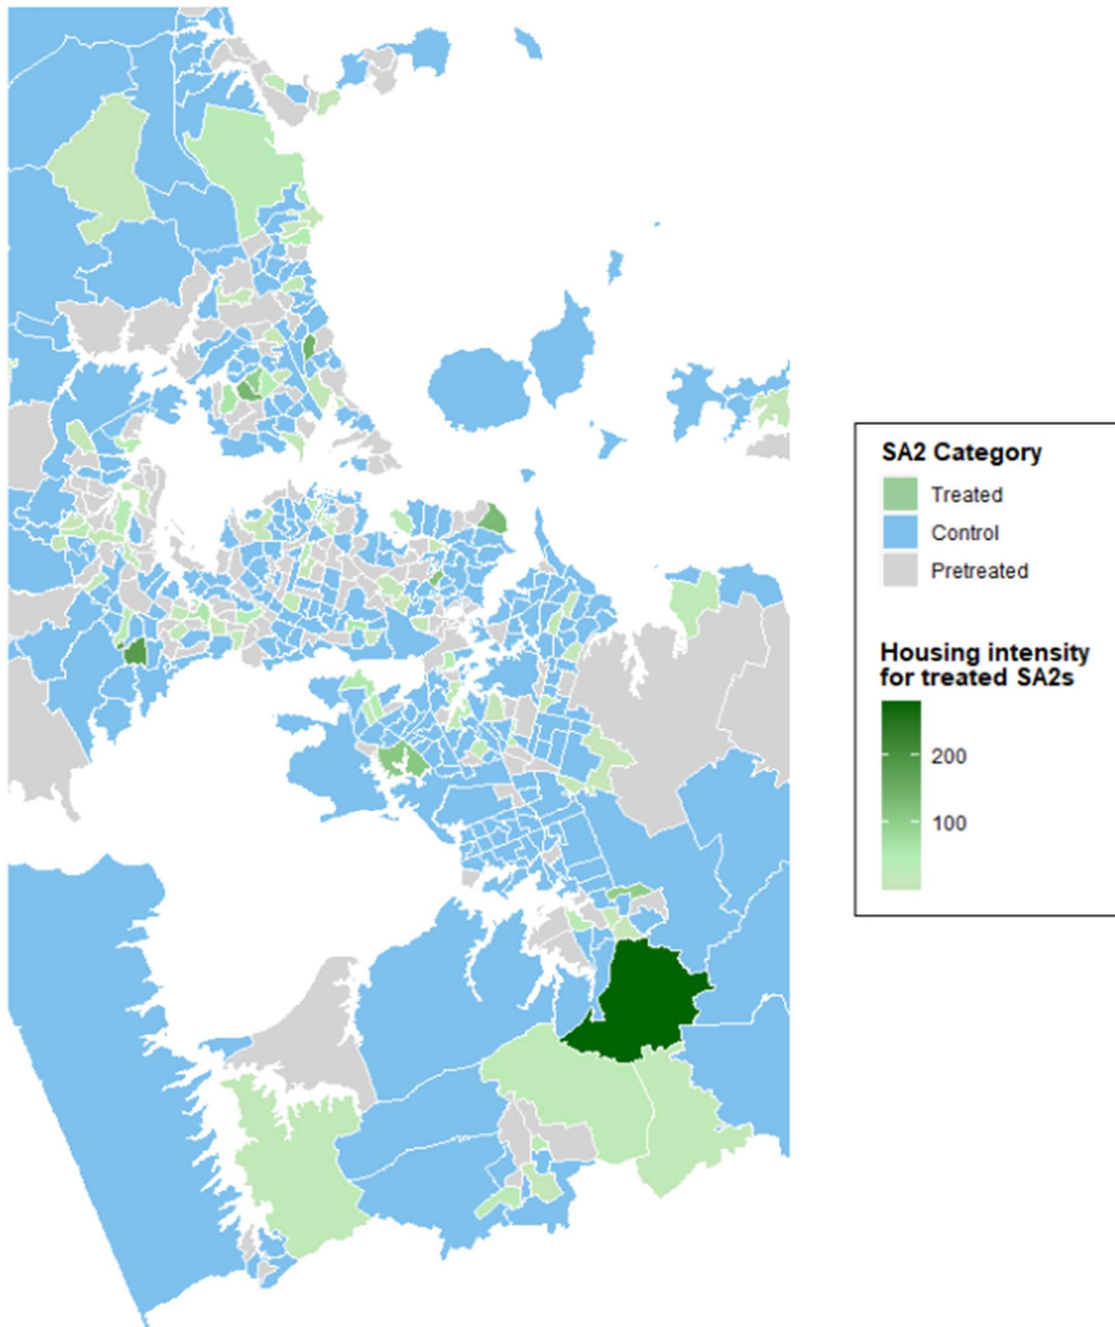 SA2 Category
Treated
Control
Pretreated
Housing intensity
for treated SA2s
200
100